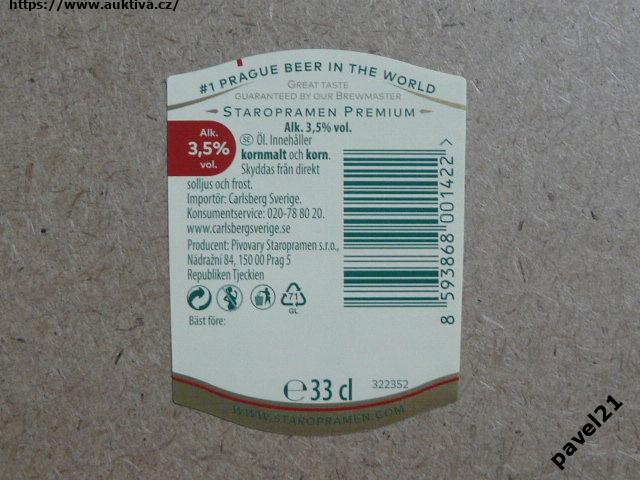 https://www.auktiva.cz/
#1 PRAGUE BEER IN THE WORLD
GREAT TASTE
GUARANTEED BY OUR BREWMASTER
STAROPRAMEN PREMIUM
Alk. 3,5% vol.
Alk.
3,5%
vol.
SE Öl. Innehåller
kornmalt och korn.
Skyddas från direkt
solljus och frost.
Importör: Carlsberg Sverige.
Konsumentservice: 020-78 80 20.
www.carlsbergsverige.se
Producent: Pivovary Staropramen s.r.o.,
Nádražní 84, 150 00 Prag 5
Republiken Tjeckien
71
GL
Bäst före:
8 593868 001422 >
e 33 cl
322352
WWW.STAROPRAMEN.COM
pavel21